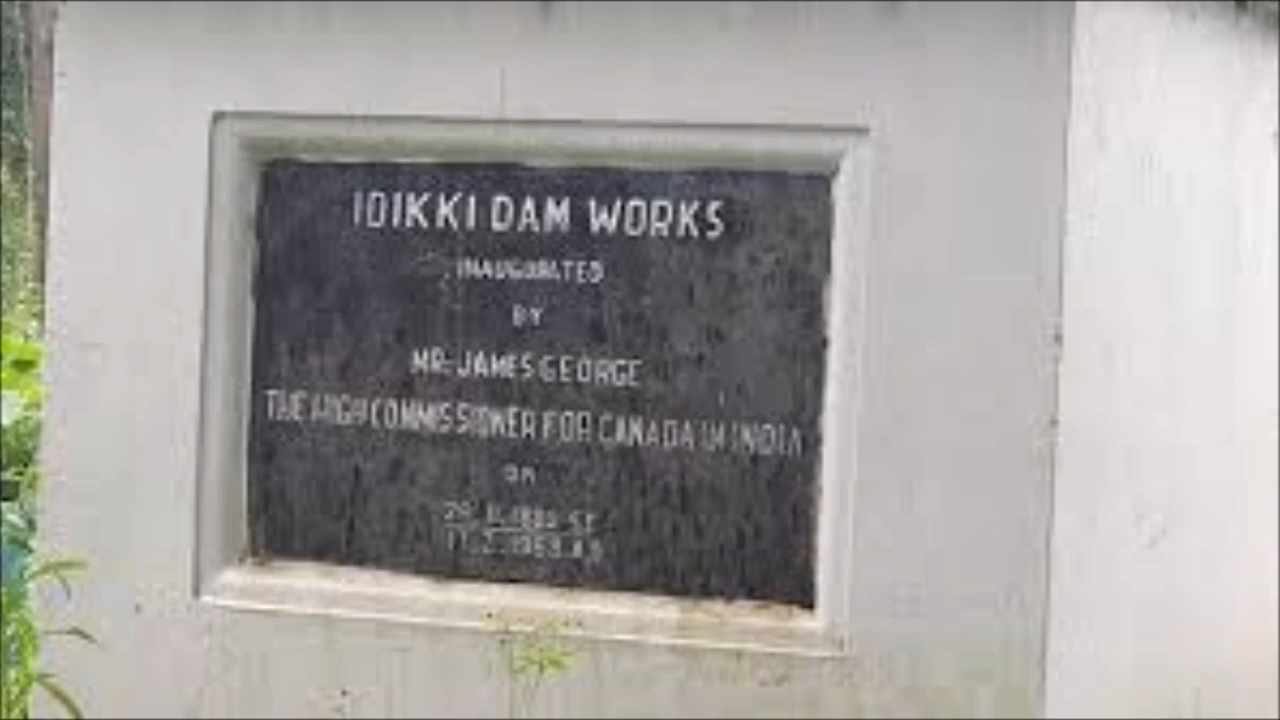 IDIKKI DAM WORKS
INAUGURATED
BY
MR. JAMES GEORGE
THE HIGH COMMISSIONER FOR CANADA IN INDIA
ON